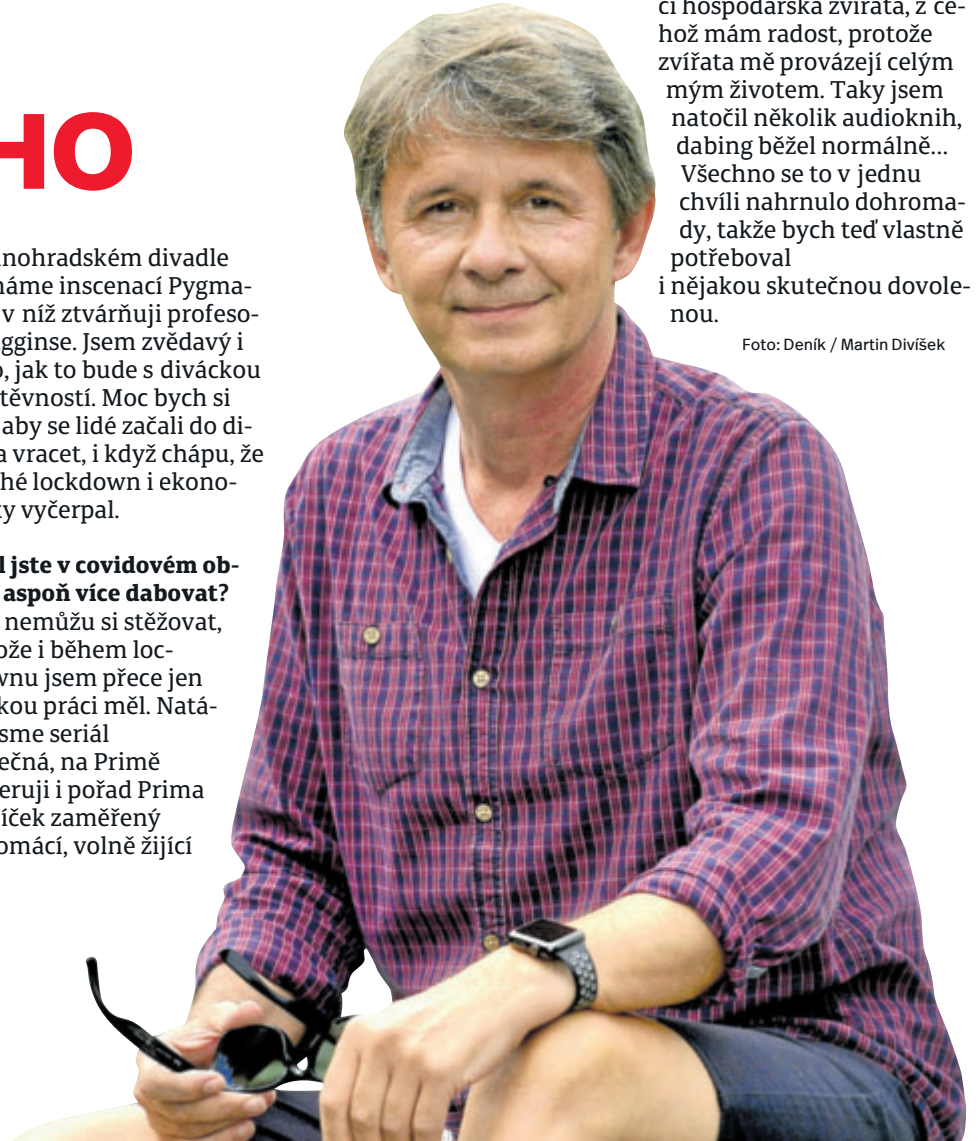 HO
nohradském divadle
náme inscenací Pygma-
v níž ztvárňuji profeso-
gginse. Jsem zvědavý i
o, jak to bude s diváckou
těvností. Moc bych si
aby se lidé začali do di-
a vracet, i když chápu, že
hé lockdown i ekono-
ky vyčerpal.
l jste v covidovém ob-
aspoň více dabovat?
nemůžu si stěžovat,
ože i během loc-
wnu jsem přece jen
kou práci měl. Natá-
sme seriál
ečná, na Primě
eruji i pořad Prima
íček zaměřený
omácí, volně žijící
ci hospodářská zvířata, z če-
hož mám radost, protože
zvířata mě provázejí celým
mým životem. Taky jsem
natočil několik audioknih,
dabing běžel normálně...
Všechno se to v jednu
chvíli nahrnulo dohroma-
dy, takže bych teď vlastně
potřeboval
i nějakou skutečnou dovole-
nou.
Foto: Deník / Martin Divíšek